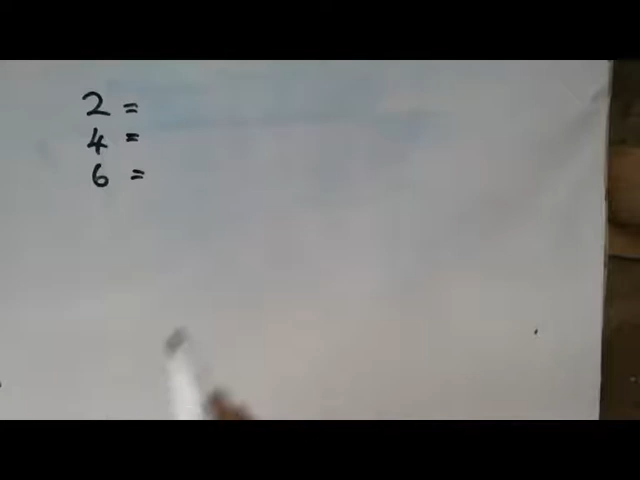 2 =
4 =
6 =